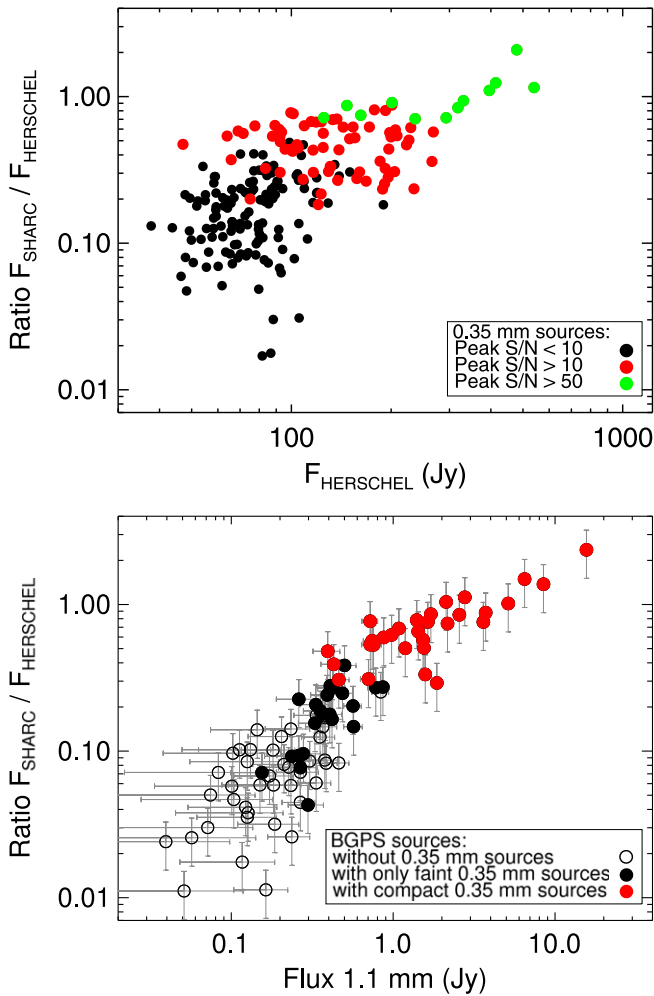 Ratio F_SHARC / F_HERSCHEL
1.00
0.10
0.01
0.35 mm sources:
Peak S/N < 10
Peak S/N > 10
Peak S/N > 50
100
1000
F_HERSCHEL (Jy)
Ratio F_SHARC / F_HERSCHEL
1.00
0.10
0.01
BGPS sources:
without 0.35 mm sources
with only faint 0.35 mm sources
with compact 0.35 mm sources
0.1
1.0
10.0
Flux 1.1 mm (Jy)